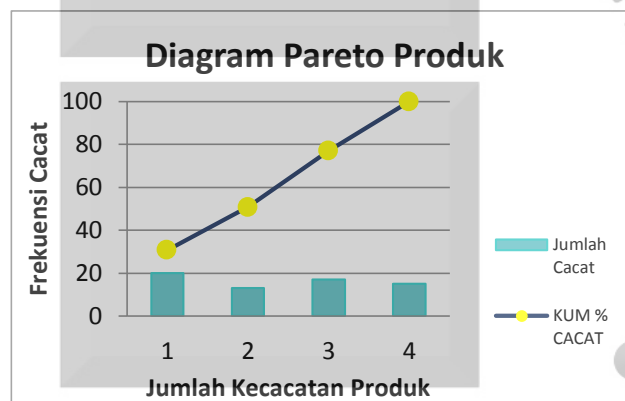 Diagram Pareto Produk
Frekuensi Cacat
100
80
60
40
20
0
1 2 3 4
Jumlah Kecacatan Produk
Jumlah
Cacat
KUM %
CACAT